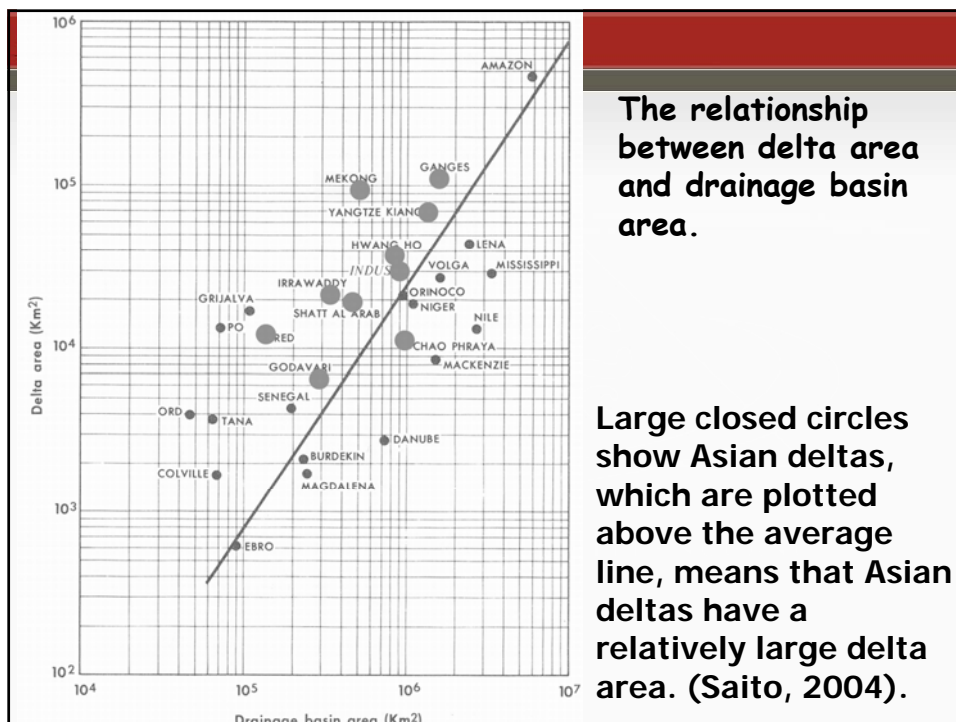 10⁶
AMAZON
GANGES
MEKONG
10⁵
YANGTZE KIANG
HWANG HO
LENA
INDUS
VOLGA
MISSISSIPPI
IRRAWADDY
ORINOCO
GRIJALVA
SHATT AL ARAB
NIGER
PO
NILE
RED
10⁴
CHAO PHRAYA
GODAVARI
MACKENZIE
SENEGAL
ORD
TANA
DANUBE
BURDEKIN
COLVILLE
MAGDALENA
10³
EBRO
10²
10⁴
10⁵
10⁶
10⁷
Delta area (Km²)
Drainage basin area (Km²)
The relationship
between delta area
and drainage basin
area.
Large closed circles
show Asian deltas,
which are plotted
above the average
line, means that Asian
deltas have a
relatively large delta
area. (Saito, 2004).